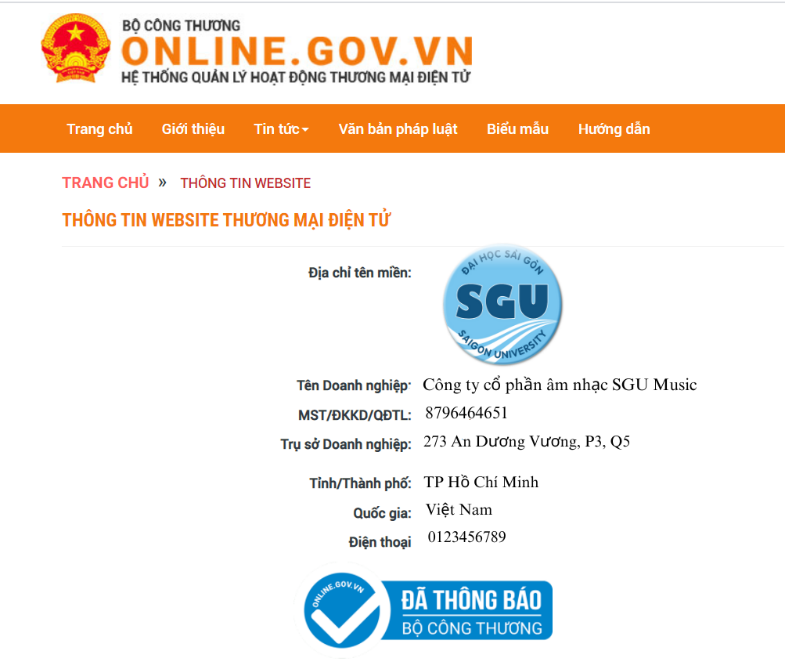 BỘ CÔNG THƯƠNG
ONLINE.GOV.VN
HỆ THỐNG QUẢN LÝ HOẠT ĐỘNG THƯƠNG MẠI ĐIỆN TỬ
Trang chủ Giới thiệu Tin tức Văn bản pháp luật Biểu mẫu Hướng dẫn
TRANG CHỦ » THÔNG TIN WEBSITE
THÔNG TIN WEBSITE THƯƠNG MẠI ĐIỆN TỬ
Địa chỉ tên miền:
ĐẠI HỌC SÀI GÒN
SGU
SAIGON UNIVERSITY
Tên Doanh nghiệp: Công ty cổ phần âm nhạc SGU Music
MST/ĐKKD/QĐTL: 8796464651
Trụ sở Doanh nghiệp: 273 An Dương Vương, P3, Q5
Tỉnh/Thành phố: TP Hồ Chí Minh
Quốc gia: Việt Nam
Điện thoại 0123456789
ONLINE.GOV.VN
ĐÃ THÔNG BÁO
BỘ CÔNG THƯƠNG